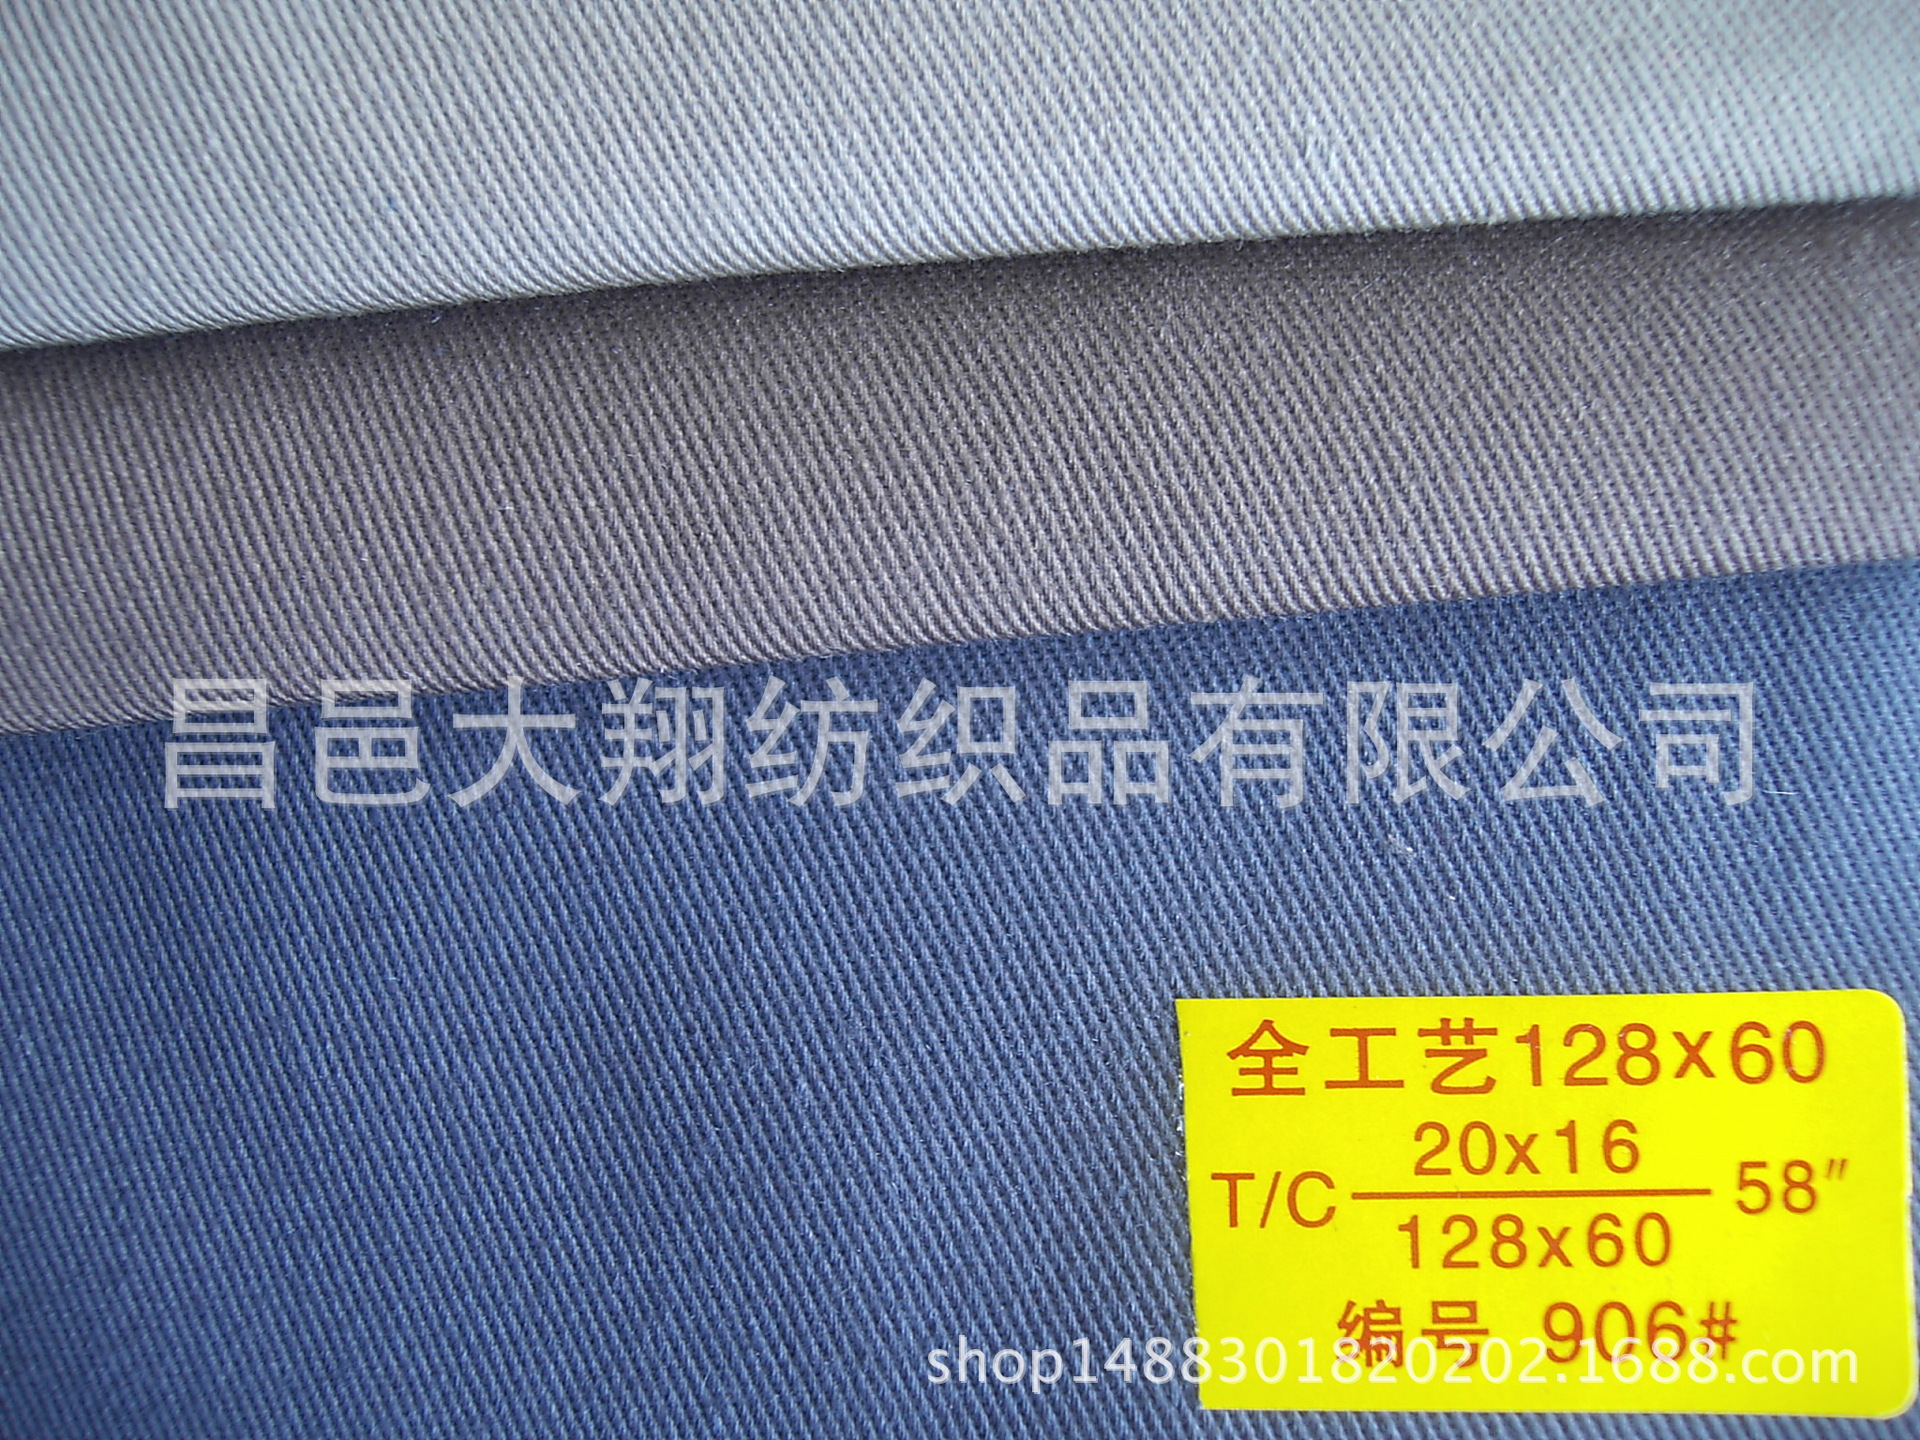 昌邑大翔纺织品有限公司
全工艺128x60
20x16
T/C 58"
128x60
编号 906#
shop1488301820202.1688.com